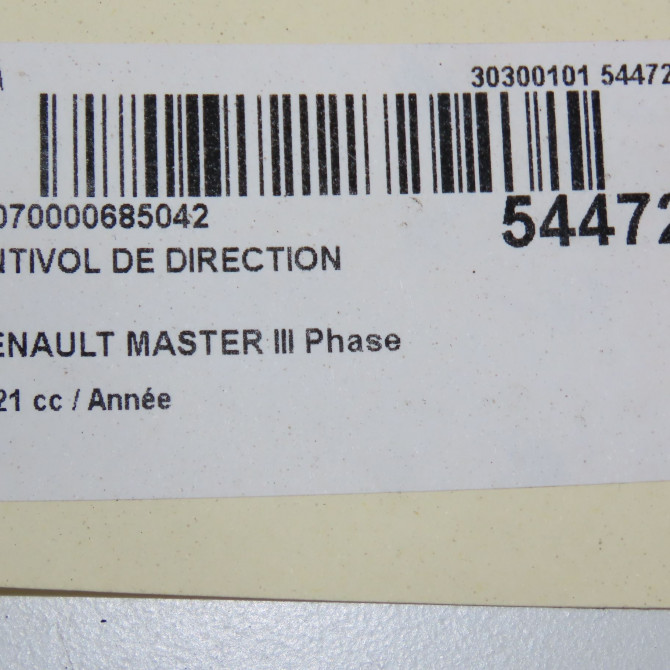 30300101 54472
070000685042
54472
NTIVOL DE DIRECTION
ENAULT MASTER III Phase
21 cc / Année